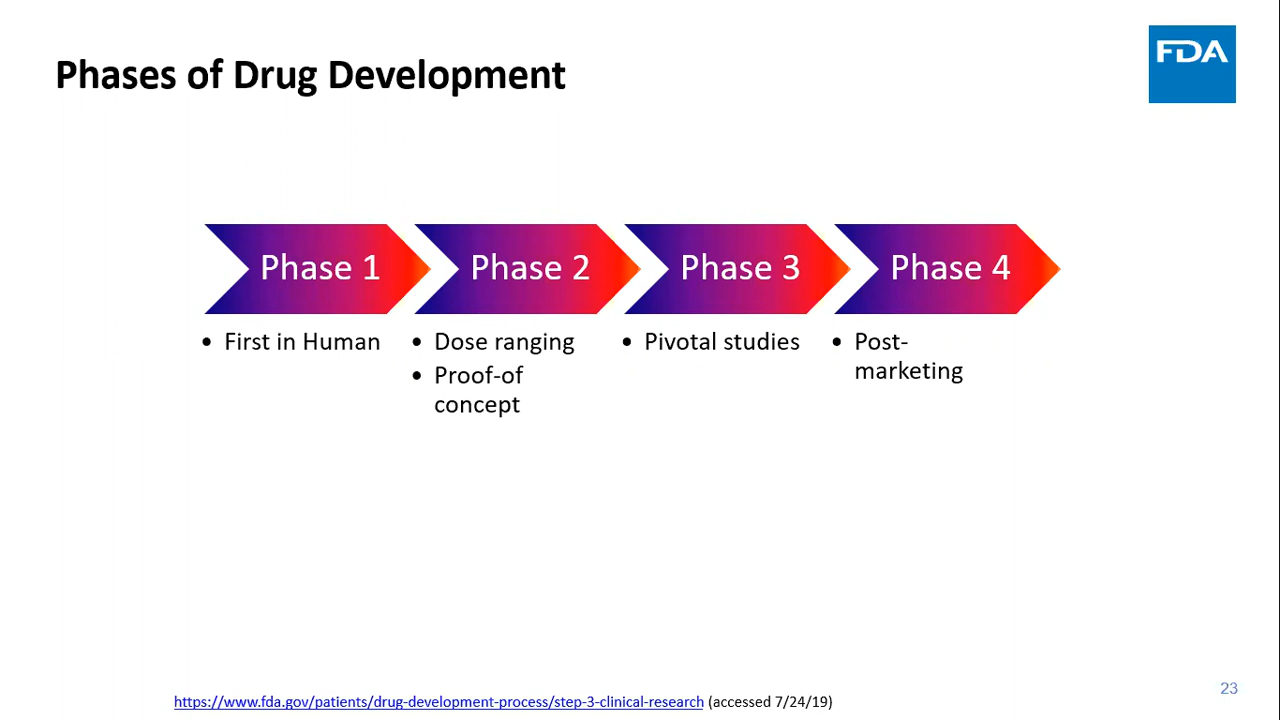 Phases of Drug Development
FDA
Phase 1
Phase 2
Phase 3
Phase 4
• First in Human
• Dose ranging
• Proof-of
concept
• Pivotal studies
• Post-
marketing
https://www.fda.gov/patients/drug-development-process/step-3-clinical-research (accessed 7/24/19)
23